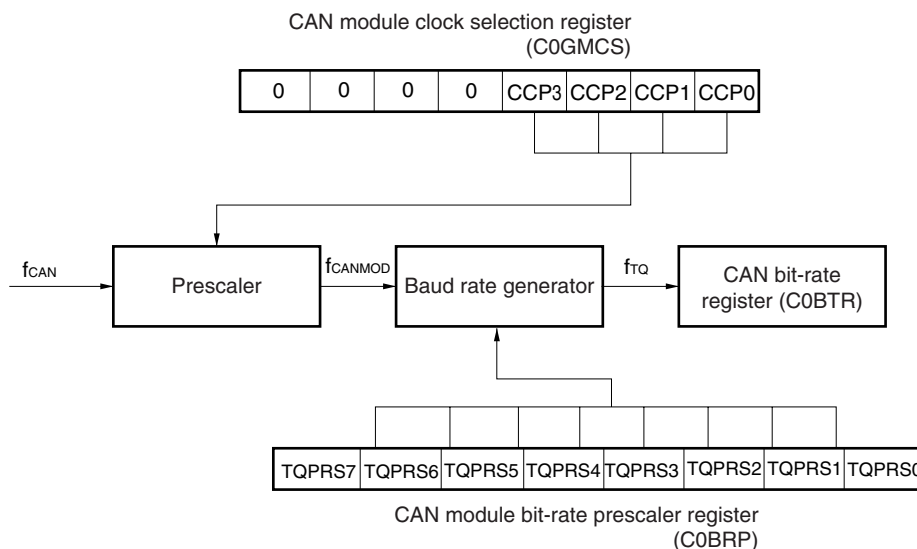 CAN module clock selection register
(C0GMCS)
0 0 0 0 CCP3 CCP2 CCP1 CCP0
fCAN
Prescaler
fCANMOD
Baud rate generator
fTQ
CAN bit-rate
register (C0BTR)
TQPRS7 TQPRS6 TQPRS5 TQPRS4 TQPRS3 TQPRS2 TQPRS1 TQPRS0
CAN module bit-rate prescaler register
(C0BRP)